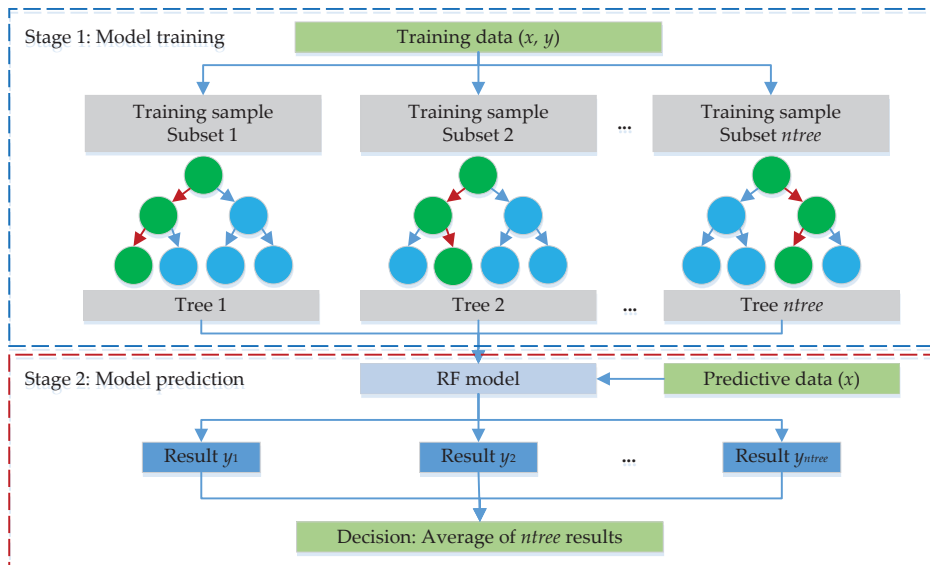 Stage 1: Model training
Training data (x, y)
Training sample
Subset 1
Training sample
Subset 2
...
Training sample
Subset ntree
Tree 1
Tree 2
...
Tree ntree
Stage 2: Model prediction
RF model
Predictive data (x)
Result y1
Result y2
...
Result yntree
Decision: Average of ntree results